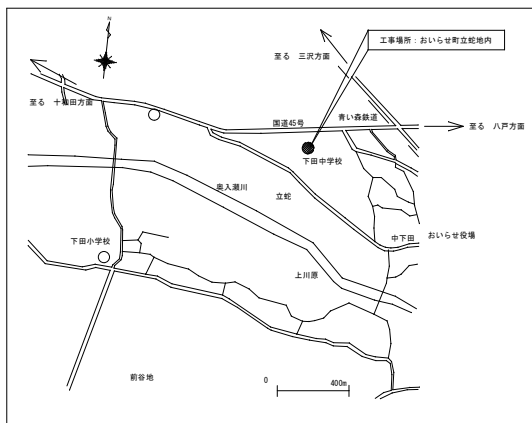 N
工事場所：おいらせ町立蛇地内
至る 三沢方面
至る 十和田方面
国道45号
青い森鉄道
至る 八戸方面
下田中学校
奥入瀬川
立蛇
下田小学校
中下田
おいらせ役場
上川原
前谷地
0
400m